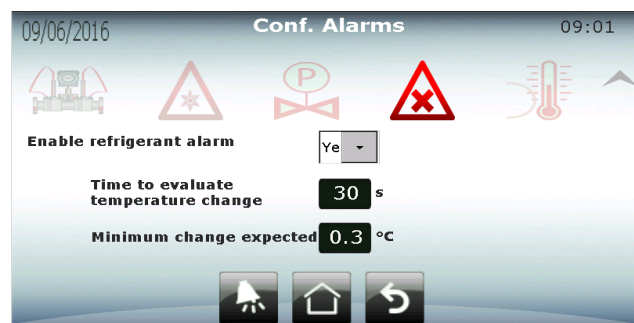 09/06/2016 Conf. Alarms 09:01
P
Enable refrigerant alarm Ye
Time to evaluate
temperature change 30 s
Minimum change expected 0.3 °C